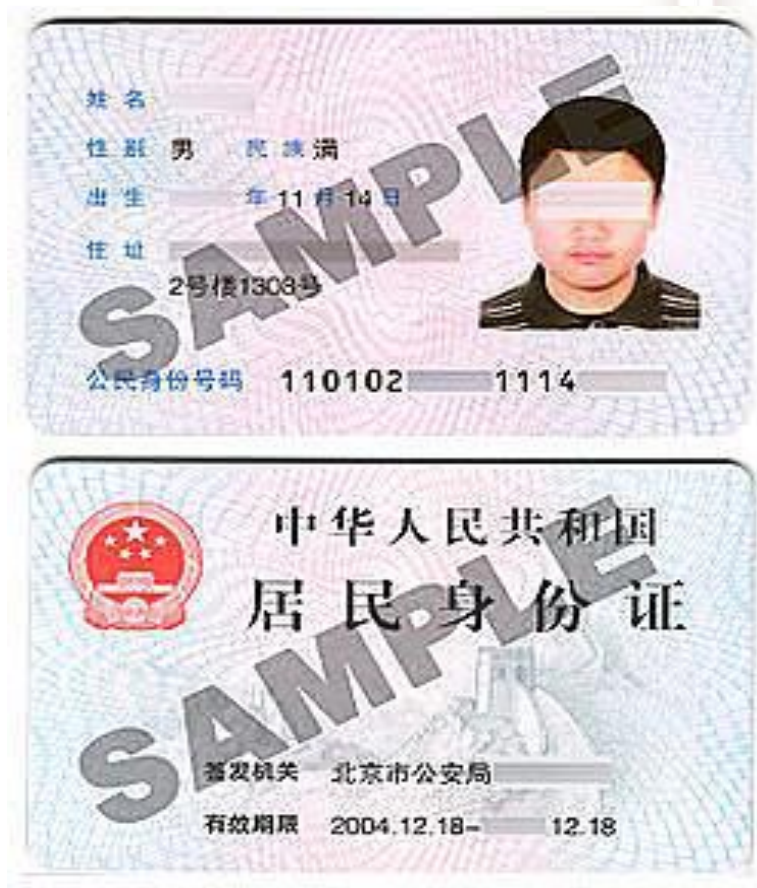 姓名
性别 男 民族 满
出生 年 11 月 14 日
住址
2号楼1303号
公民身份号码 110102 1114
SAMPLE
中华人民共和国
居民身份证
签发机关 北京市公安局
有效期限 2004.12.18- 12.18
SAMPLE